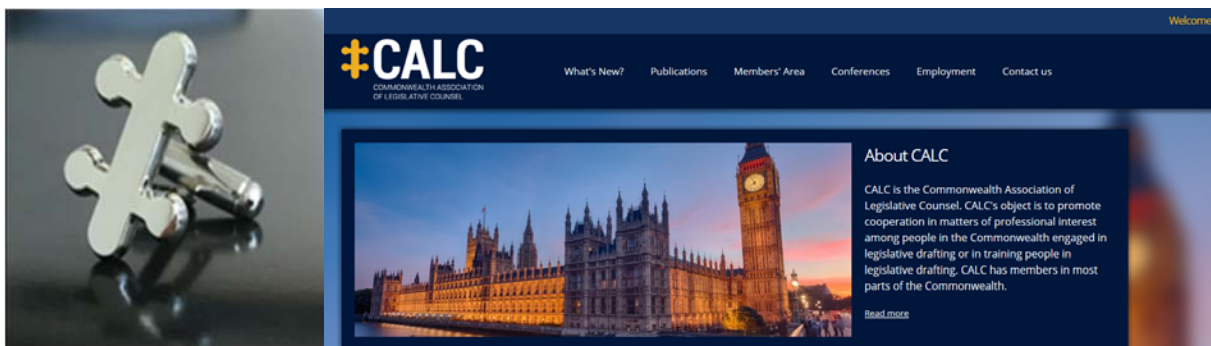 Welcome
CALC
COMMONWEALTH ASSOCIATION
OF LEGISLATIVE COUNSEL
What's New?
Publications
Members' Area
Conferences
Employment
Contact us
About CALC
CALC is the Commonwealth Association of
Legislative Counsel. CALC's object is to promote
cooperation in matters of professional interest
among people in the Commonwealth engaged in
legislative drafting or in training people in
legislative drafting. CALC has members in most
parts of the Commonwealth.
Read more